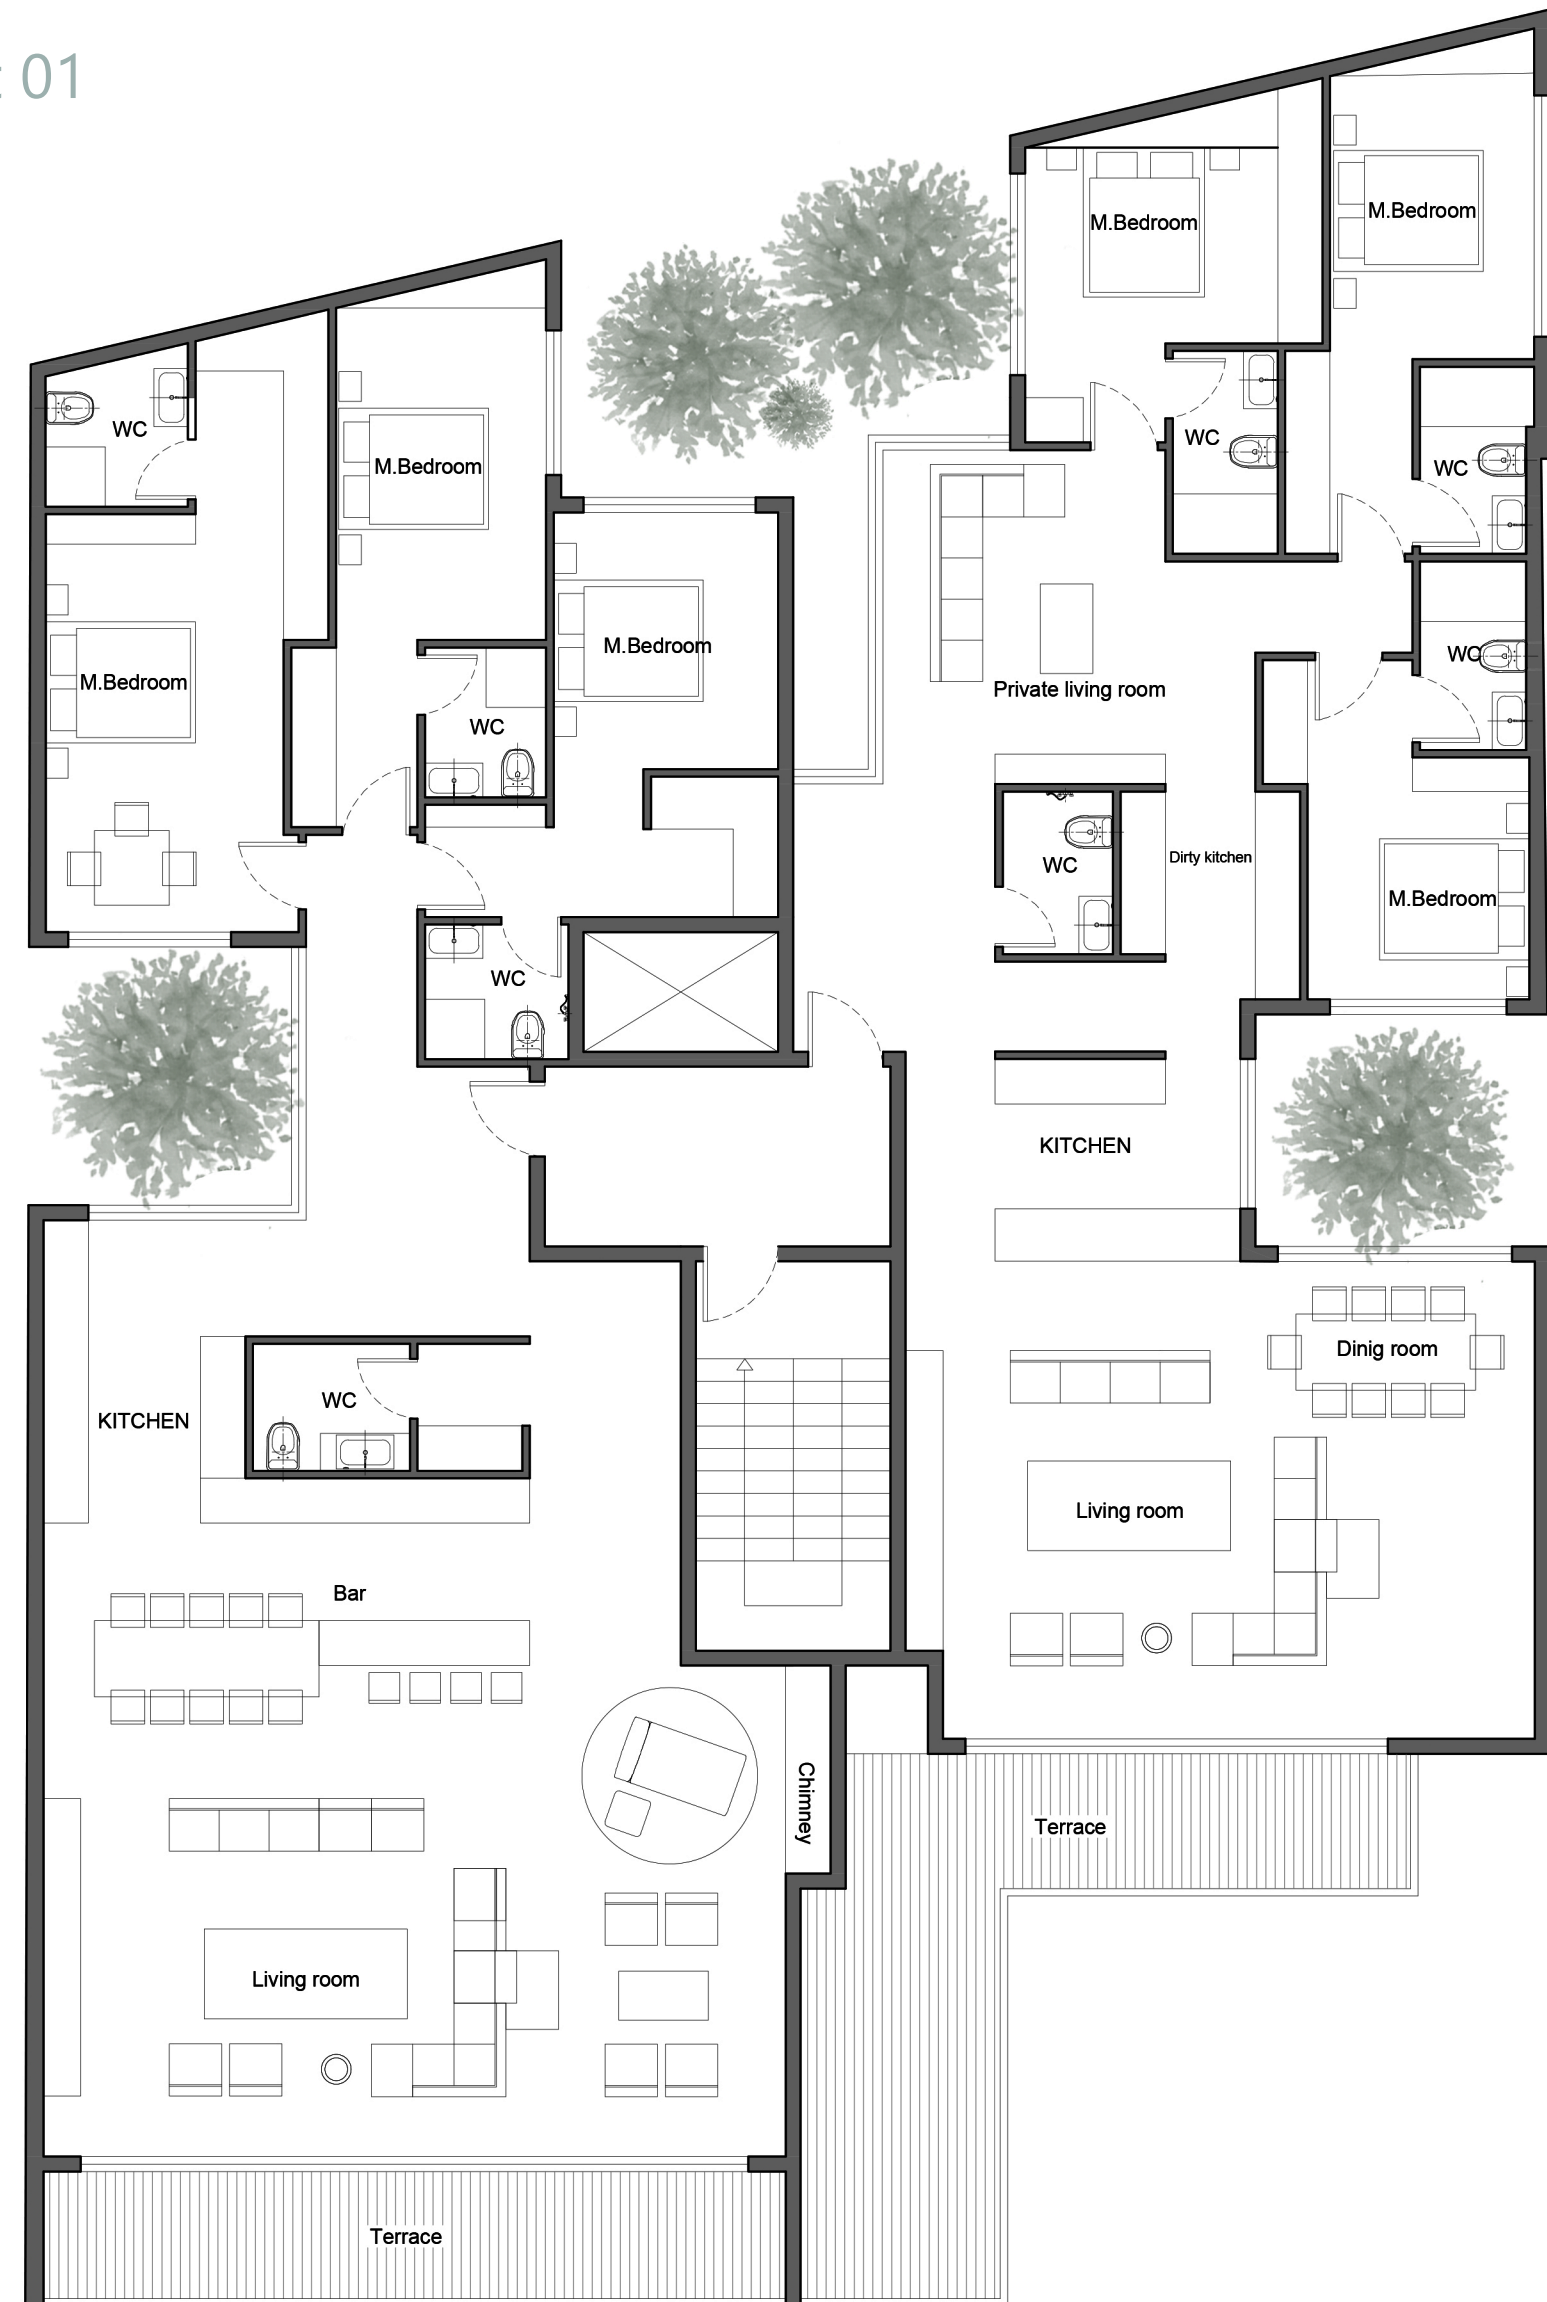 : 01
M.Bedroom
M.Bedroom
WC
WC
M.Bedroom
WC
M.Bedroom
M.Bedroom
WC
Private living room
WC
Dirty kitchen
WC
M.Bedroom
WC
KITCHEN
Dinig room
WC
KITCHEN
Living room
Bar
Chimney
Terrace
Living room
Terrace